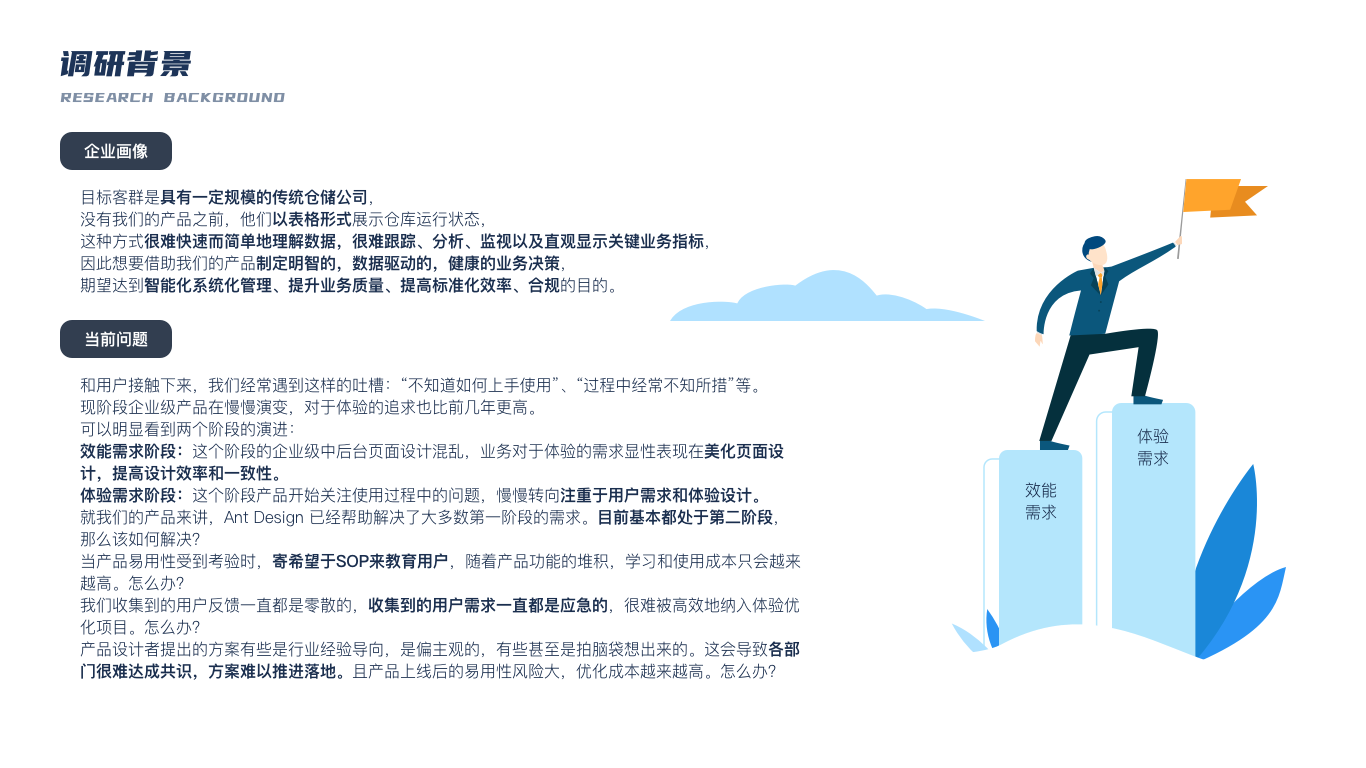 调研背景
RESEARCH BACKGROUND
企业画像
目标客群是具有一定规模的传统仓储公司，
没有我们的产品之前，他们以表格形式展示仓库运行状态，
这种方式很难快速而简单地理解数据，很难跟踪、分析、监视以及直观显示关键业务指标，
因此想要借助我们的产品制定明智的，数据驱动的，健康的业务决策，
期望达到智能化系统化管理、提升业务质量、提高标准化效率、合规的目的。
当前问题
和用户接触下来，我们经常遇到这样的吐槽：“不知道如何上手使用”、“过程中经常不知所措”等。
现阶段企业级产品在慢慢演变，对于体验的追求也比前几年更高。
可以明显看到两个阶段的演进：
效能需求阶段：这个阶段的企业级中后台页面设计混乱，业务对于体验的需求显性表现在美化页面设
计，提高设计效率和一致性。
体验需求阶段：这个阶段产品开始关注使用过程中的问题，慢慢转向注重于用户需求和体验设计。
就我们的产品来讲，Ant Design 已经帮助解决了大多数第一阶段的需求。目前基本都处于第二阶段，
那么该如何解决？
当产品易用性受到考验时，寄希望于SOP来教育用户，随着产品功能的堆积，学习和使用成本只会越来
越高。怎么办？
我们收集到的用户反馈一直都是零散的，收集到的用户需求一直都是应急的，很难被高效地纳入体验优
化项目。怎么办？
产品设计者提出的方案有些是行业经验导向，是偏主观的，有些甚至是拍脑袋想出来的。这会导致各部
门很难达成共识，方案难以推进落地。且产品上线后的易用性风险大，优化成本越来越高。怎么办？
效能
需求
体验
需求